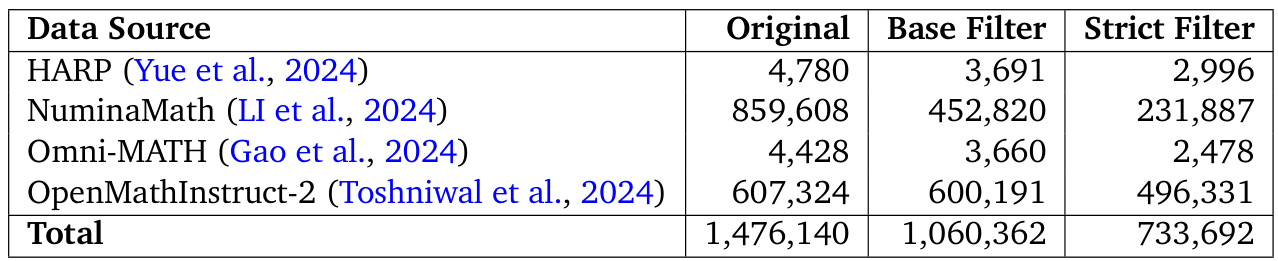 Data Source Original Base Filter Strict Filter
HARP (Yue et al., 2024) 4,780 3,691 2,996
NuminaMath (LI et al., 2024) 859,608 452,820 231,887
Omni-MATH (Gao et al., 2024) 4,428 3,660 2,478
OpenMathInstruct-2 (Toshniwal et al., 2024) 607,324 600,191 496,331
Total 1,476,140 1,060,362 733,692